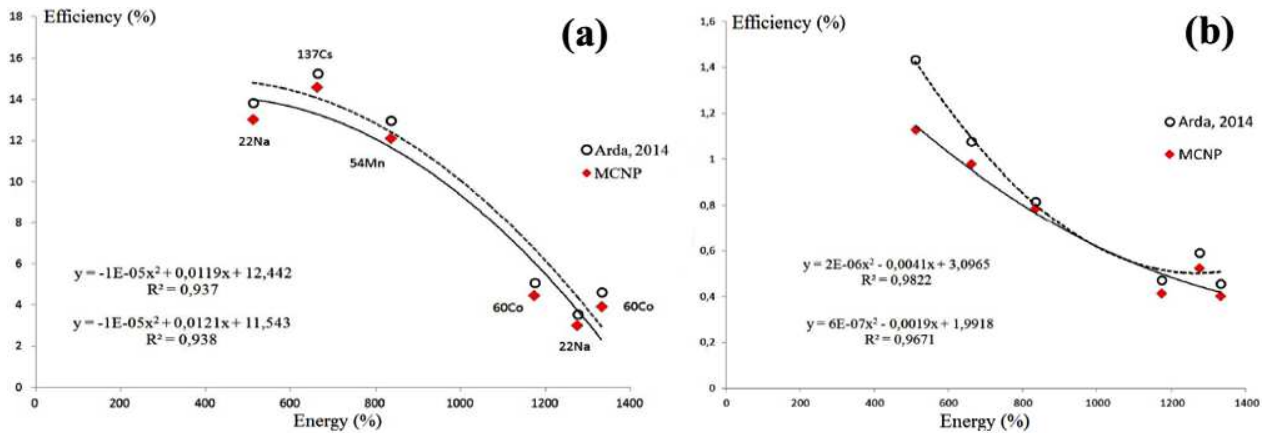 Efficiency (%)
(a)
18
16
14
12
10
8
6
4
2
0
137Cs
22Na
54Mn
60Co
22Na
60Co
Arda, 2014
MCNP
y = -1E-05x² + 0,0119x + 12,442
R² = 0,937
y = -1E-05x² + 0,0121x + 11,543
R² = 0,938
0 200 400 600 800 1000 1200 1400
Energy (%)
Efficiency (%)
(b)
1,6
1,4
1,2
1
0,8
0,6
0,4
0,2
0
Arda, 2014
MCNP
y = 2E-06x² - 0,0041x + 3,0965
R² = 0,9822
y = 6E-07x² - 0,0019x + 1,9918
R² = 0,9671
0 200 400 600 800 1000 1200 1400
Energy (%)